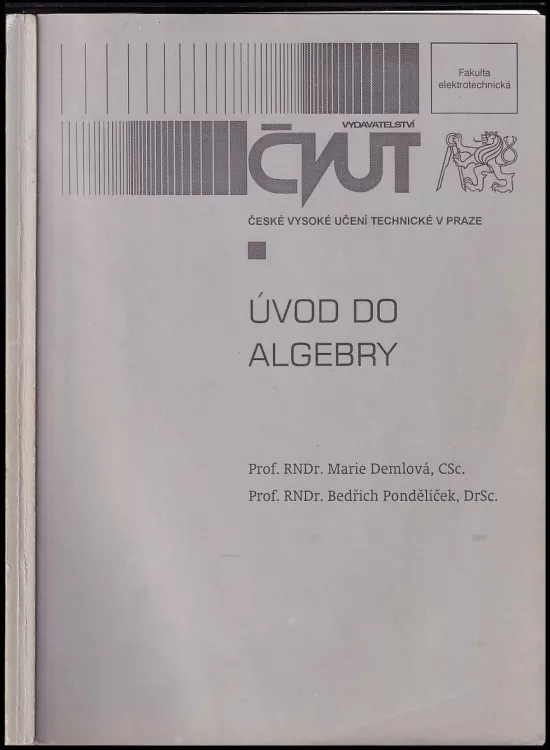 Fakulta
elektrotechnická
VYDAVATELSTVÍ
ČVUT
ČESKÉ VYSOKÉ UČENÍ TECHNICKÉ V PRAZE
ÚVOD DO
ALGEBRY
Prof. RNDr. Marie Demlová, CSc.
Prof. RNDr. Bedřich Pondělíček, DrSc.